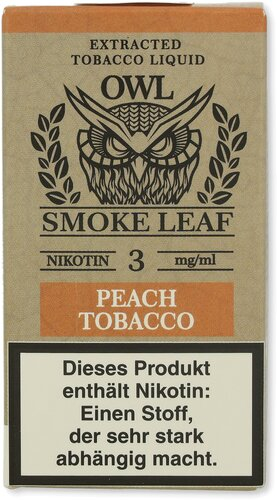 EXTRACTED
TOBACCO LIQUID
OWL
SMOKE LEAF
NIKOTIN 3 mg/ml
PEACH
TOBACCO
Dieses Produkt
enthält Nikotin:
Einen Stoff,
der sehr stark
abhängig macht.